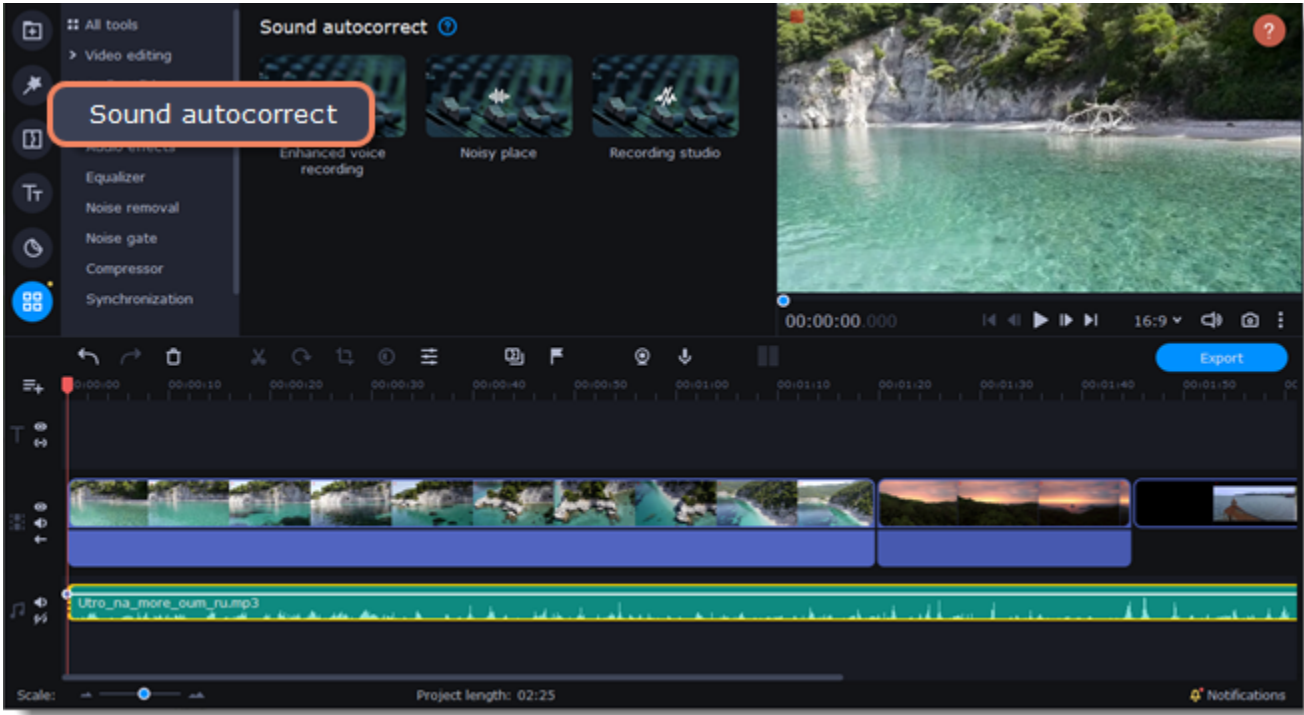 All tools
> Video editing
Sound autocorrect
Audio effects
Equalizer
Noise removal
Noise gate
Compressor
Synchronization
Sound autocorrect ?
Enhanced voice
recording
Noisy place
Recording studio
?
00:00:00.000
16:9
Export
0:00:00 00:00:10 00:00:20 00:00:30 00:00:40 00:00:50 00:01:00 00:01:10 00:01:20 00:01:30 00:01:40 00:01:50 00
Utro_na_more_oum_ru.mp3
Scale:
Project length: 02:25
Notifications